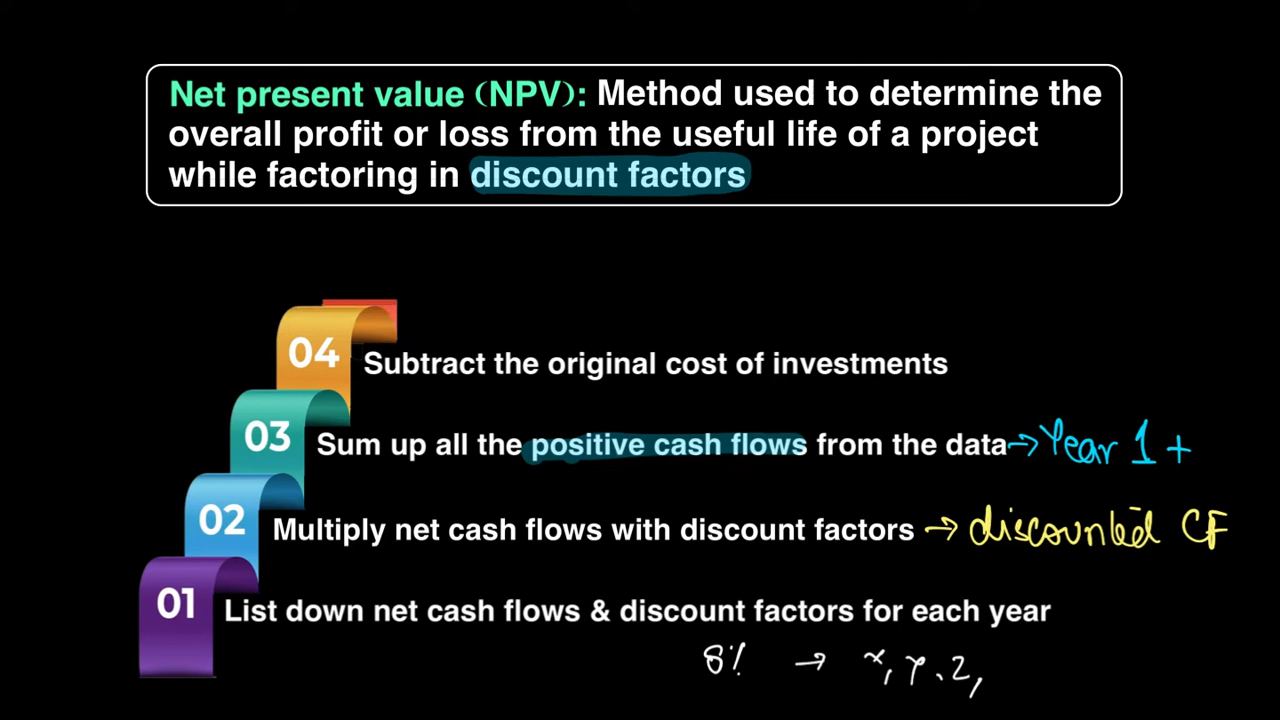 Net present value (NPV): Method used to determine the
overall profit or loss from the useful life of a project
while factoring in discount factors
04 Subtract the original cost of investments
03 Sum up all the positive cash flows from the data → Year 1 +
02 Multiply net cash flows with discount factors → discounted CF
01 List down net cash flows & discount factors for each year
8% → x, y, z,